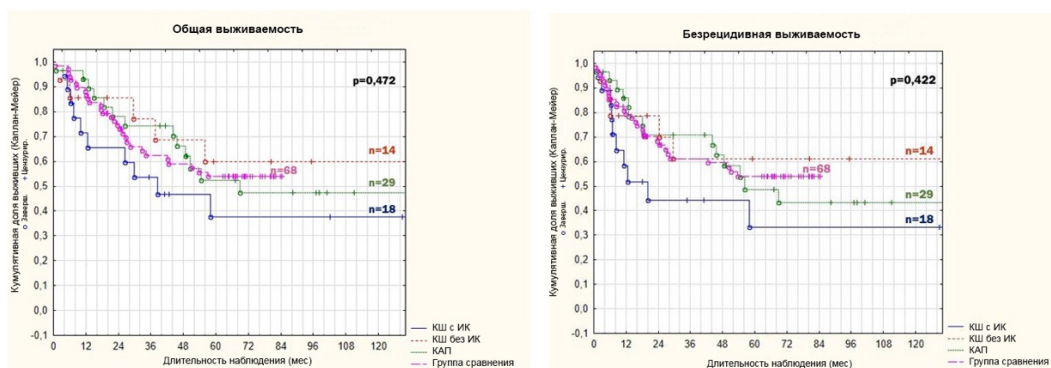 Общая выживаемость
Кумулятивная доля выживших (Каплан-Мейер)
о Заверш. + Цензурир.
1,0
0,9
0,8
0,7
0,6
0,5
0,4
0,3
0,2
0,1
0,0
-0,1
p=0,472
n=14
n=68
n=29
n=18
0 12 24 36 48 60 72 84 96 108 120
Длительность наблюдения (мес)
КШ с ИК
КШ без ИК
КАП
Группа сравнения
Безрецидивная выживаемость
Кумулятивная доля выживших (Каплан-Мейер)
о Заверш. + Цензурир.
1,0
0,9
0,8
0,7
0,6
0,5
0,4
0,3
0,2
0,1
0,0
-0,1
p=0,422
n=14
n=68
n=29
n=18
0 12 24 36 48 60 72 84 96 108 120
Длительность наблюдения (мес)
КШ с ИК
КШ без ИК
КАП
Группа сравнения